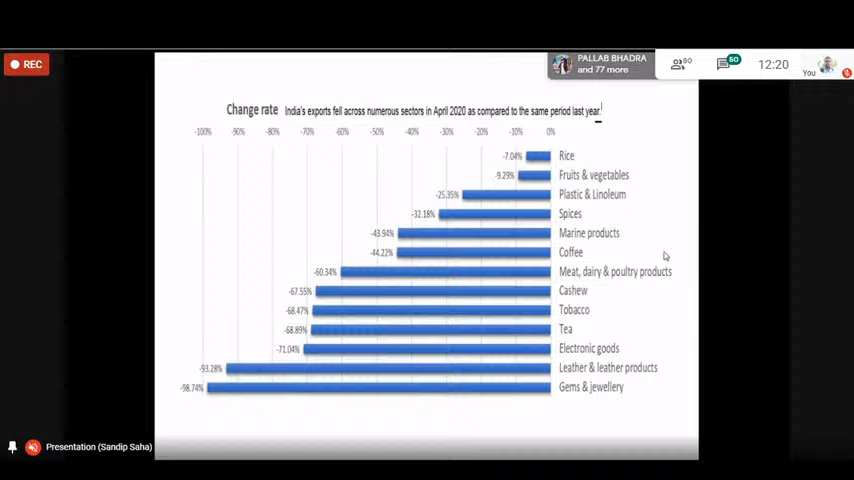 REC
PALLAB BHADRA
and 77 more
80
50
12:20
You
Change rate India's exports fell across numerous sectors in April 2020 as compared to the same period last year.
-100% -90% -80% -70% -60% -50% -40% -30% -20% -10% 0%
-7.04% Rice
-9.29% Fruits & vegetables
-25.35% Plastic & Linoleum
-32.18% Spices
-43.94% Marine products
-44.22% Coffee
-60.34% Meat, dairy & poultry products
-67.55% Cashew
-68.47% Tobacco
-68.89% Tea
-71.04% Electronic goods
-93.28% Leather & leather products
-98.74% Gems & jewellery
Presentation (Sandip Saha)